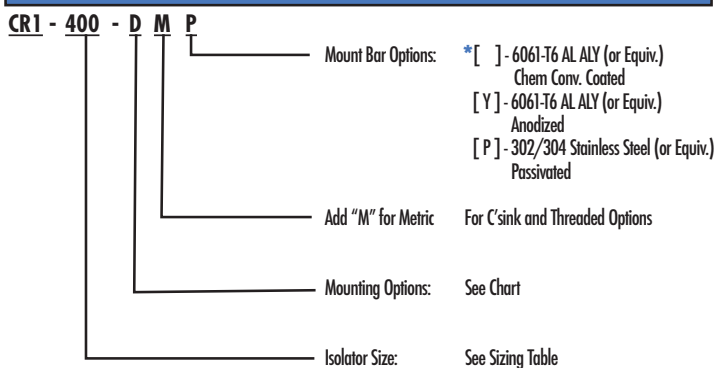 CR1 - 400 - D M P
Mount Bar Options: *[ ] - 6061-T6 AL ALY (or Equiv.)
Chem Conv. Coated
[ Y ] - 6061-T6 AL ALY (or Equiv.)
Anodized
[ P ] - 302/304 Stainless Steel (or Equiv.)
Passivated
Add “M” for Metric For C’sink and Threaded Options
Mounting Options: See Chart
Isolator Size: See Sizing Table